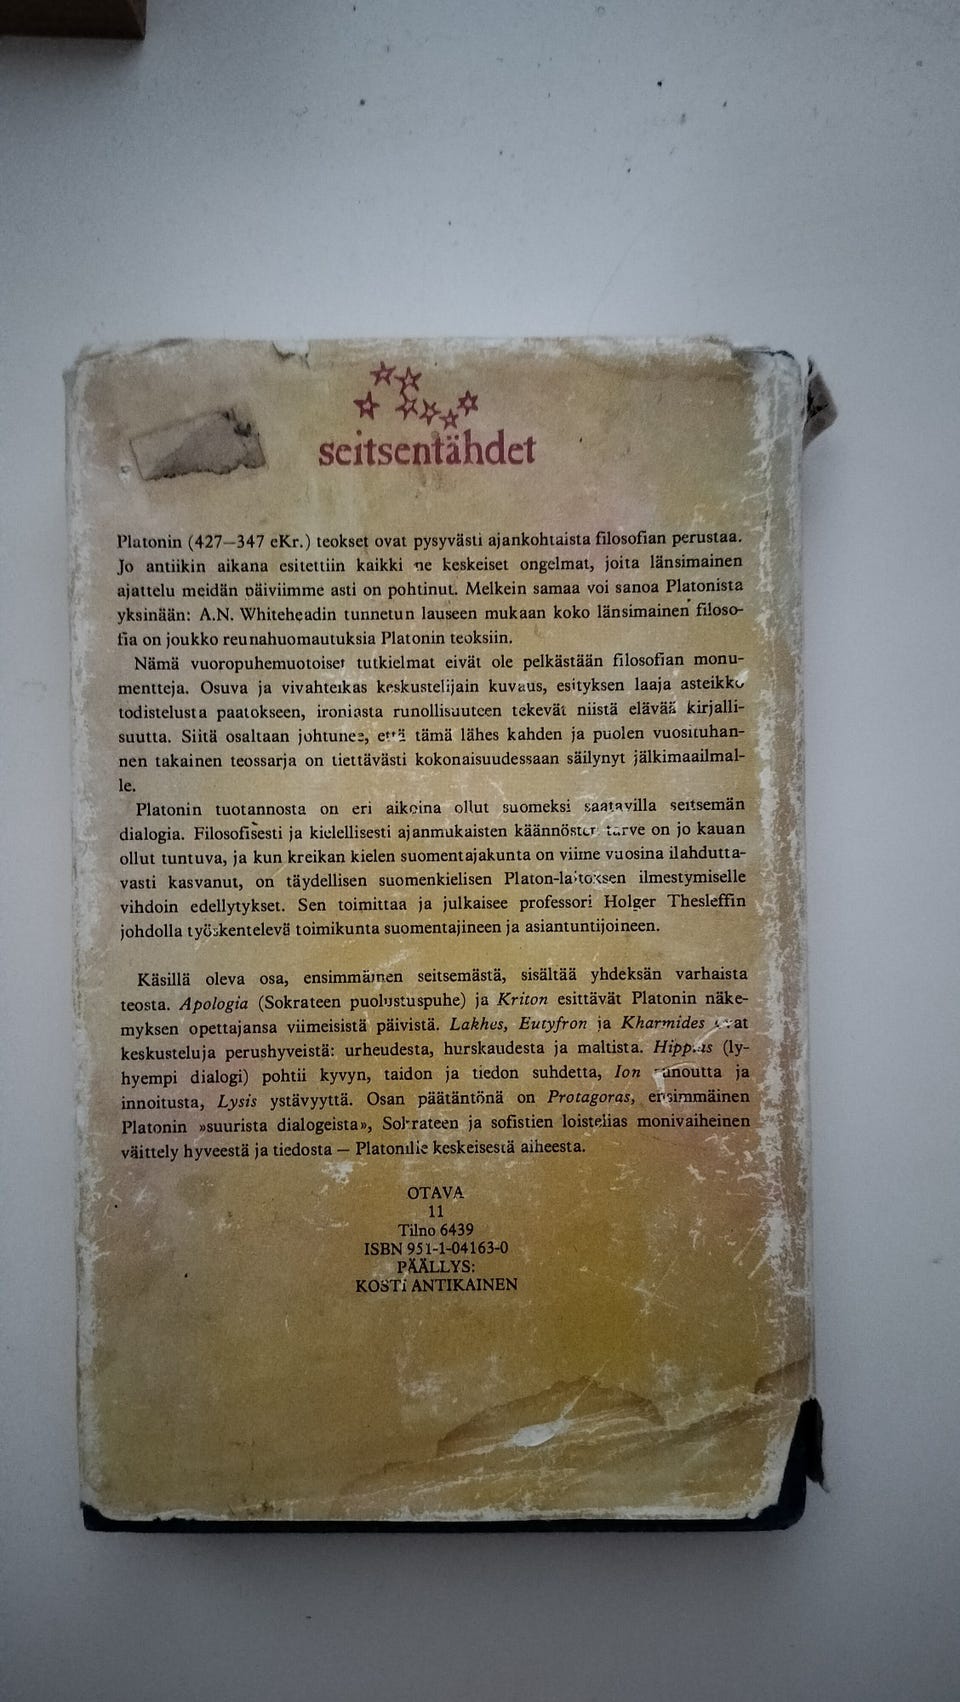 seitsentähdet
Platonin (427—347 eKr.) teokset ovat pysyvästi ajankohtaista filosofian perustaa.
Jo antiikin aikana esitettiin kaikki ne keskeiset ongelmat, joita länsimainen
ajattelu meidän päiviimme asti on pohtinut. Melkein samaa voi sanoa Platonista
yksinään: A.N. Whiteheadin tunnetun lauseen mukaan koko länsimainen filoso-
fia on joukko reunahuomautuksia Platonin teoksiin.
Nämä vuoropuhemuotoiset tutkielmat eivät ole pelkästään filosofian monu-
mentteja. Osuva ja vivahteikas keskustelijain kuvaus, esityksen laaja asteikko
todistelusta paatokseen, ironiasta runollisuuteen tekevät niistä elävää kirjalli-
suutta. Siitä osaltaan johtunee, että tämä lähes kahden ja puolen vuosituhan-
nen takainen teossarja on tiettävästi kokonaisuudessaan säilynyt jälkimaailmal-
le.
Platonin tuotannosta on eri aikoina ollut suomeksi saatavilla seitsemän
dialogia. Filosofisesti ja kielellisesti ajanmukaisten käännösten tarve on jo kauan
ollut tuntuva, ja kun kreikan kielen suomentajakunta on viime vuosina ilahdutta-
vasti kasvanut, on täydellisen suomenkielisen Platon-laitoksen ilmestymiselle
vihdoin edellytykset. Sen toimittaa ja julkaisee professori Holger Thesleffin
johdolla työskentelevä toimikunta suomentajineen ja asiantuntijoineen.
Käsillä oleva osa, ensimmäinen seitsemästä, sisältää yhdeksän varhaista
teosta. Apologia (Sokrateen puolustuspuhe) ja Kriton esittävät Platonin näke-
myksen opettajansa viimeisistä päivistä. Lakhes, Eutyfron ja Kharmides ovat
keskusteluja perushyveistä: urheudesta, hurskaudesta ja maltista. Hippias (ly-
hyempi dialogi) pohtii kyvyn, taidon ja tiedon suhdetta, Ion runoutta ja
innoitusta, Lysis ystävyyttä. Osan päätäntönä on Protagoras, ensimmäinen
Platonin »suurista dialogeista», Sokrateen ja sofistien loistelias monivaiheinen
väittely hyveestä ja tiedosta — Platonille keskeisestä aiheesta.
OTAVA
11
Tilno 6439
ISBN 951-1-04163-0
PÄÄLLYS:
KOSTI ANTIKAINEN